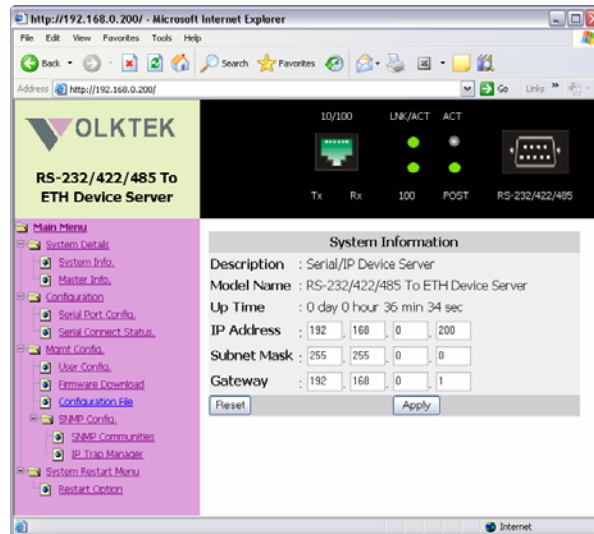 http://192.168.0.200/ - Microsoft Internet Explorer
File Edit View Favorites Tools Help
Back Search Favorites
Address http://192.168.0.200/ Go Links »
VOLKTEK
RS-232/422/485 To
ETH Device Server
10/100 LNK/ACT ACT
Tx Rx 100 POST RS-232/422/485
Main Menu
System Details
System Info.
Master Info.
Configuration
Serial Port Config.
Serial Connect Status.
Mgmt Config.
User Config.
Firmware Download
Configuration File
SNMP Config.
SNMP Communities
IP Trap Manager
System Restart Menu
Restart Option
System Information
Description : Serial/IP Device Server
Model Name : RS-232/422/485 To ETH Device Server
Up Time : 0 day 0 hour 36 min 34 sec
IP Address : 192 . 168 . 0 . 200
Subnet Mask : 255 . 255 . 0 . 0
Gateway : 192 . 168 . 0 . 1
Reset Apply
Internet